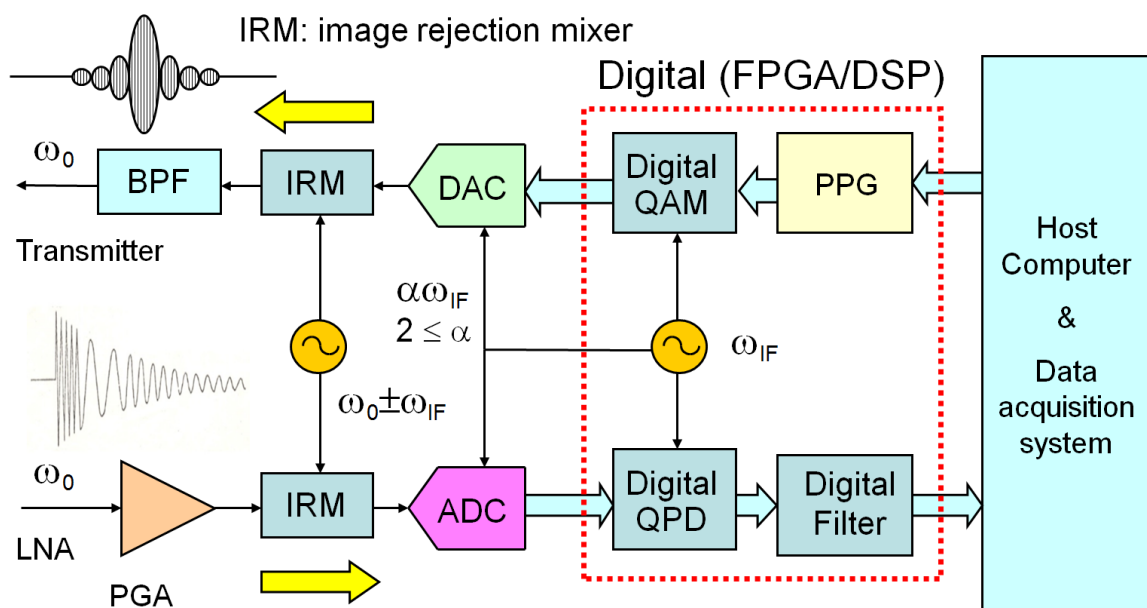 IRM: image rejection mixer
Digital (FPGA/DSP)
ω0
BPF
IRM
DAC
Digital
QAM
PPG
Transmitter
αωIF
2 ≤ α
ωIF
ω0±ωIF
Host
Computer
&
Data
acquisition
system
ω0
LNA
PGA
IRM
ADC
Digital
QPD
Digital
Filter